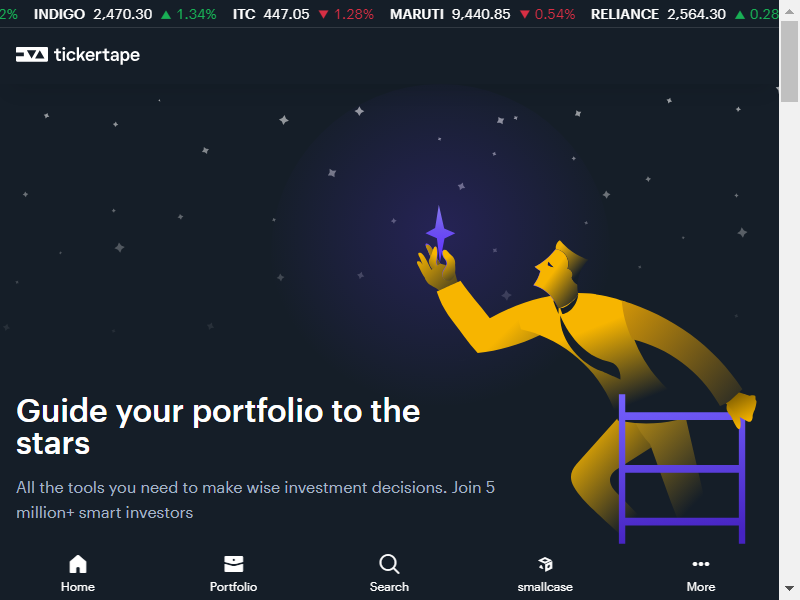 2% INDIGO 2,470.30 ▲ 1.34% ITC 447.05 ▼ 1.28% MARUTI 9,440.85 ▼ 0.54% RELIANCE 2,564.30 ▲ 0.28
tickertape
Guide your portfolio to the
stars
All the tools you need to make wise investment decisions. Join 5
million+ smart investors
Home Portfolio Search smallcase More